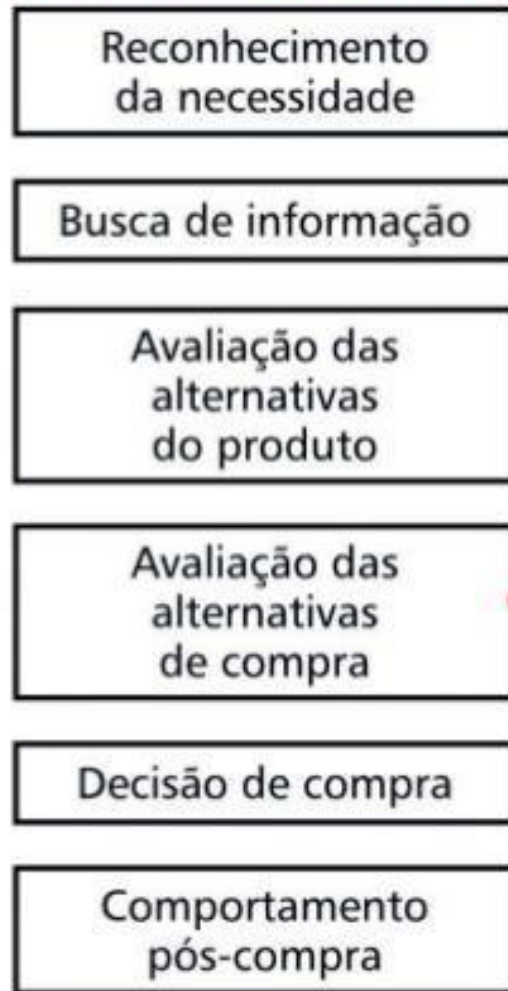 Reconhecimento
da necessidade
Busca de informação
Avaliação das
alternativas
do produto
Avaliação das
alternativas
de compra
Decisão de compra
Comportamento
pós-compra